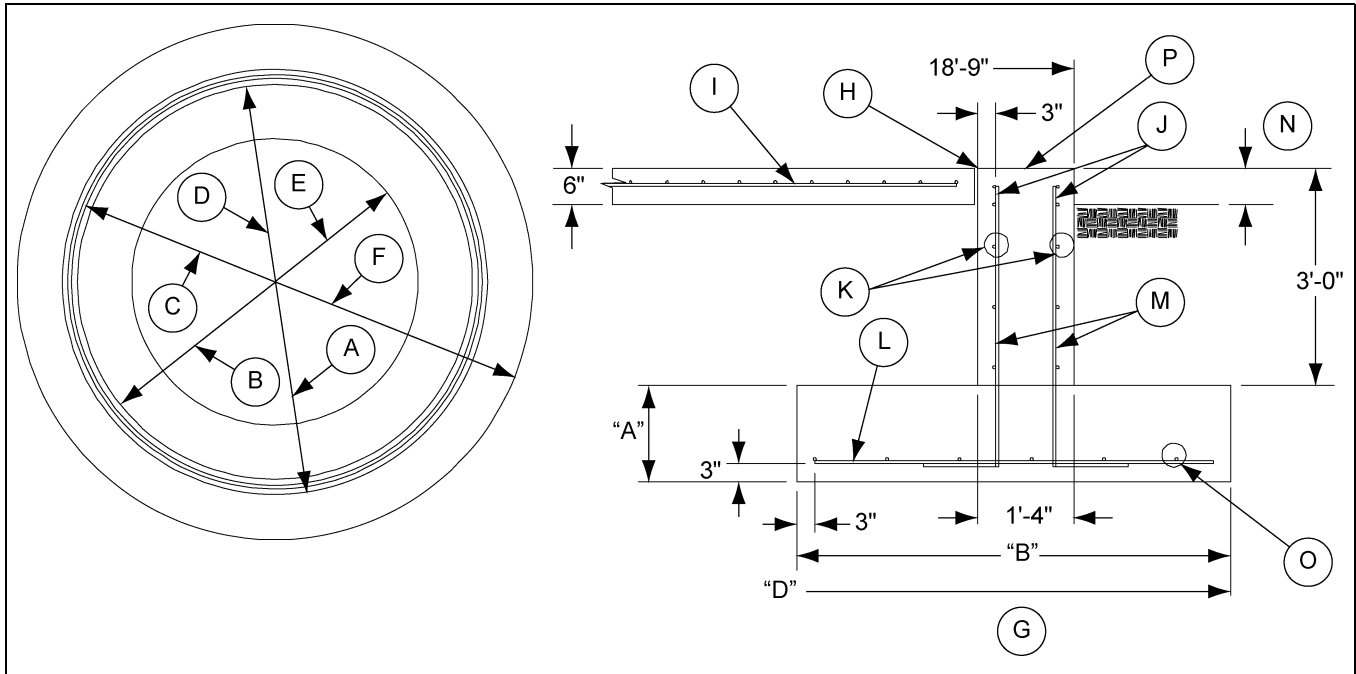 D
E
F
C
A
B
18'-9"
P
I
H
3"
J
N
6"
K
M
3'-0"
L
“A”
3"
3"
1'-4"
O
“B”
“D”
G